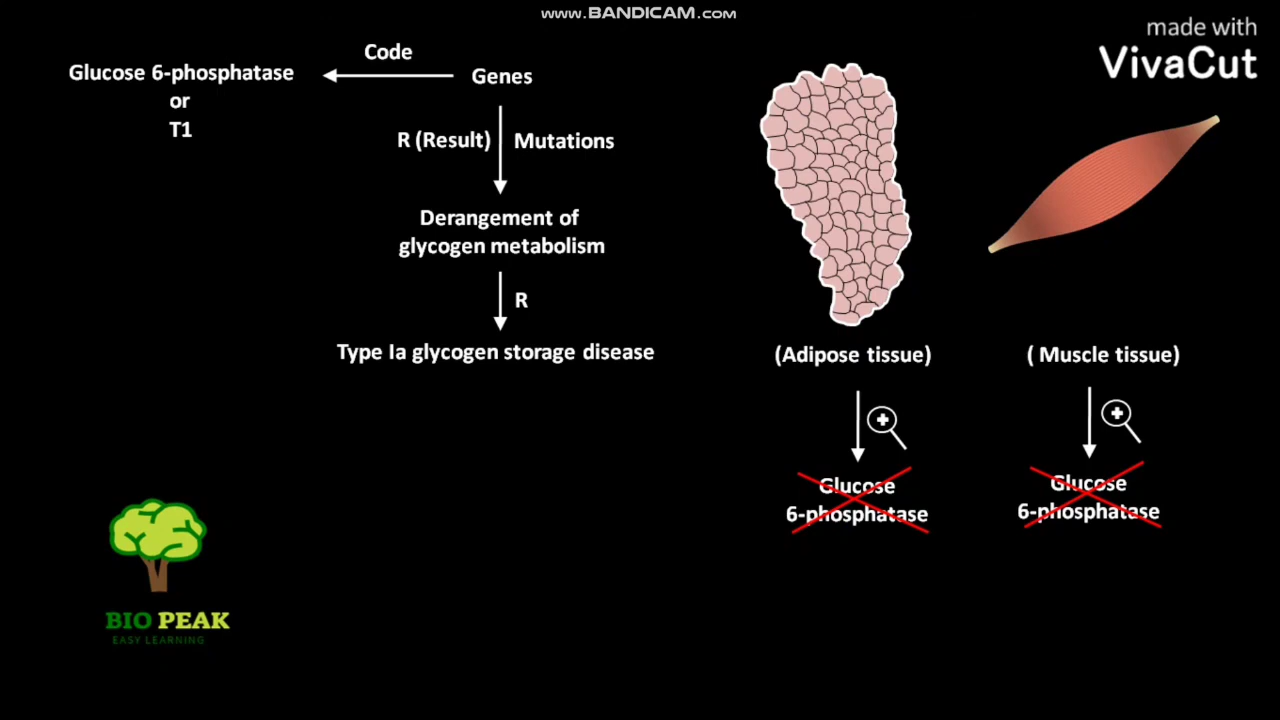 www.BANDICAM.com
made with
VivaCut
Code
Glucose 6-phosphatase
or
T1
Genes
R (Result)
Mutations
Derangement of
glycogen metabolism
R
Type Ia glycogen storage disease
(Adipose tissue)
( Muscle tissue)
Glucose
6-phosphatase
Glucose
6-phosphatase
BIO PEAK
EASY LEARNING